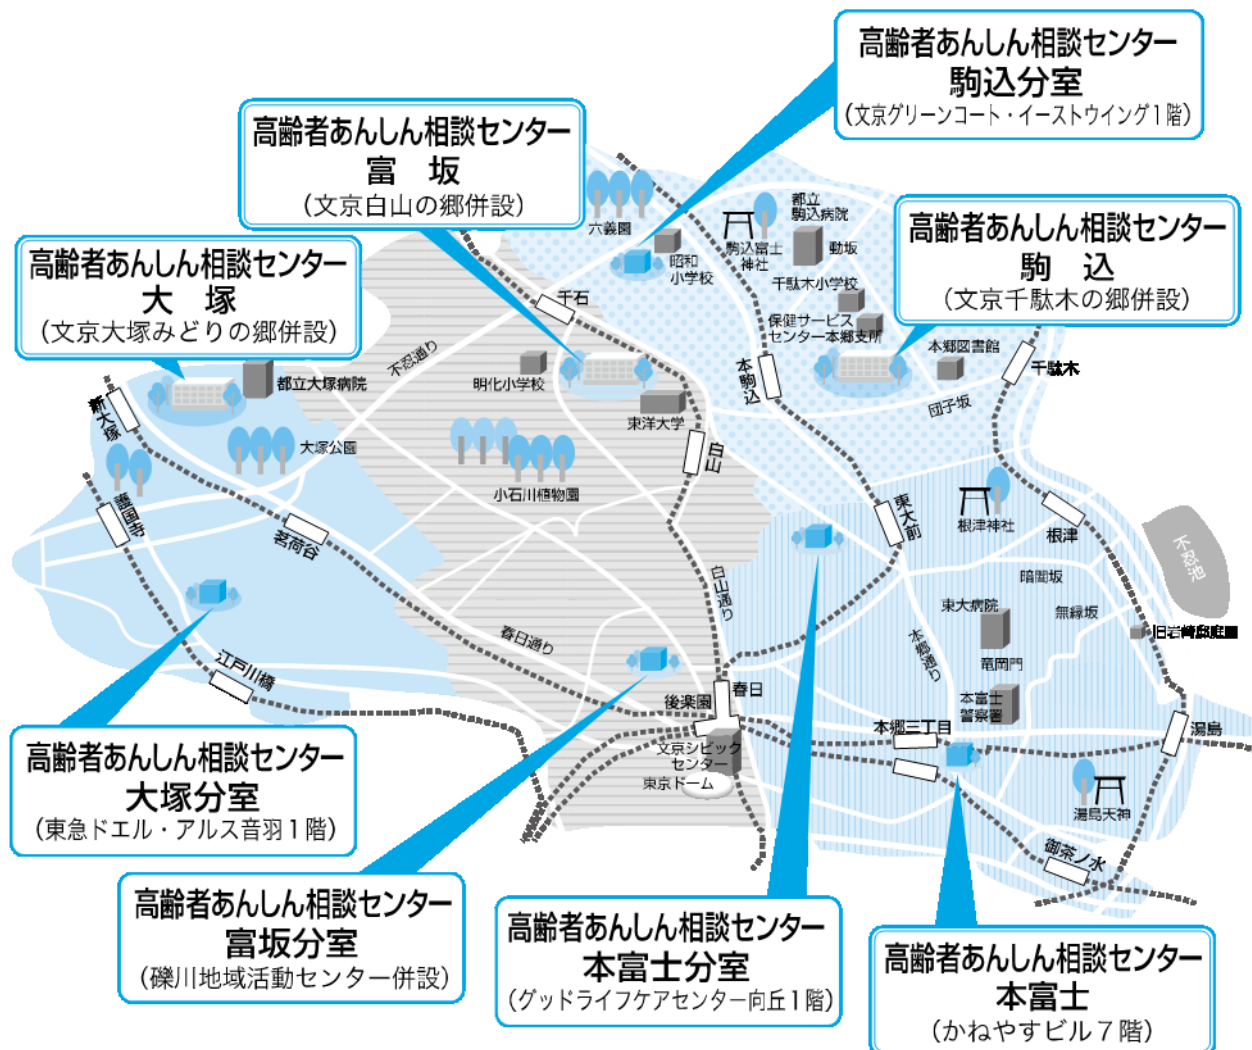 高齢者あんしん相談センター
駒込分室
(文京グリーンコート・イーストウイング1階)
高齢者あんしん相談センター
富　坂
(文京白山の郷併設)
高齢者あんしん相談センター
駒　込
(文京千駄木の郷併設)
高齢者あんしん相談センター
大　塚
(文京大塚みどりの郷併設)
六義園
昭和
小学校
駒込富士
神社
都立
駒込病院
動坂
千駄木小学校
保健サービス
センター本郷支所
本郷図書館
千駄木
団子坂
千石
不忍通り
明化小学校
東洋大学
本駒込
白山
都立大塚病院
新大塚
大塚公園
小石川植物園
護国寺
茗荷谷
東大前
根津神社
根津
不忍池
暗闇坂
無縁坂
東大病院
竜岡門
旧岩崎邸庭園
白山通り
春日通り
本郷通り
江戸川橋
後楽園
春日
文京シビック
センター
東京ドーム
本郷三丁目
本富士
警察署
湯島
湯島天神
御茶ノ水
高齢者あんしん相談センター
大塚分室
(東急ドエル・アルス音羽1階)
高齢者あんしん相談センター
富坂分室
(礫川地域活動センター併設)
高齢者あんしん相談センター
本富士分室
(グッドライフケアセンター向丘1階)
高齢者あんしん相談センター
本富士
(かねやすビル7階)